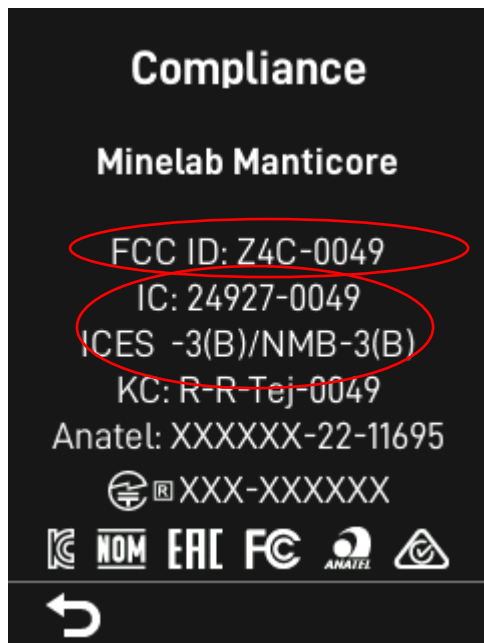 Compliance
Minelab Manticore
FCC ID: Z4C-0049
IC: 24927-0049
ICES -3(B)/NMB-3(B)
KC: R-R-Tej-0049
Anatel: XXXXXX-22-11695
R XXX-XXXXXX
NOM EAC FC ANATEL